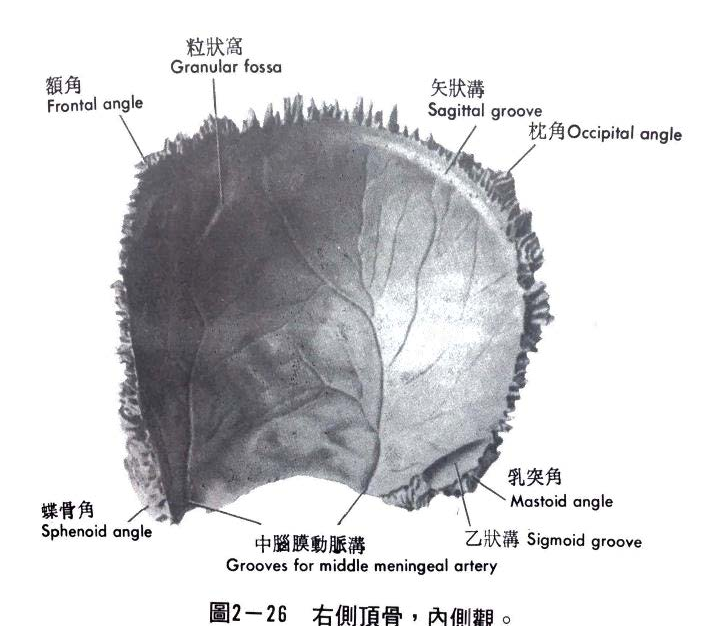 粒狀窩
Granular fossa
額角
Frontal angle
矢狀溝
Sagittal groove
枕角Occipital angle
乳突角
Mastoid angle
蝶骨角
Sphenoid angle
中腦膜動脈溝
Grooves for middle meningeal artery
乙狀溝 Sigmoid groove
圖2－26 右側頂骨，內側觀。